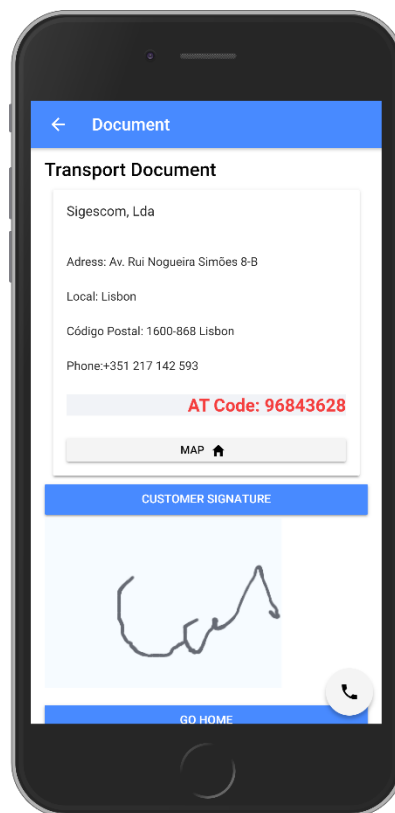 Document
Transport Document
Sigescom, Lda
Adress: Av. Rui Nogueira Simões 8-B
Local: Lisbon
Código Postal: 1600-868 Lisbon
Phone:+351 217 142 593
AT Code: 96843628
MAP
CUSTOMER SIGNATURE
GO HOME